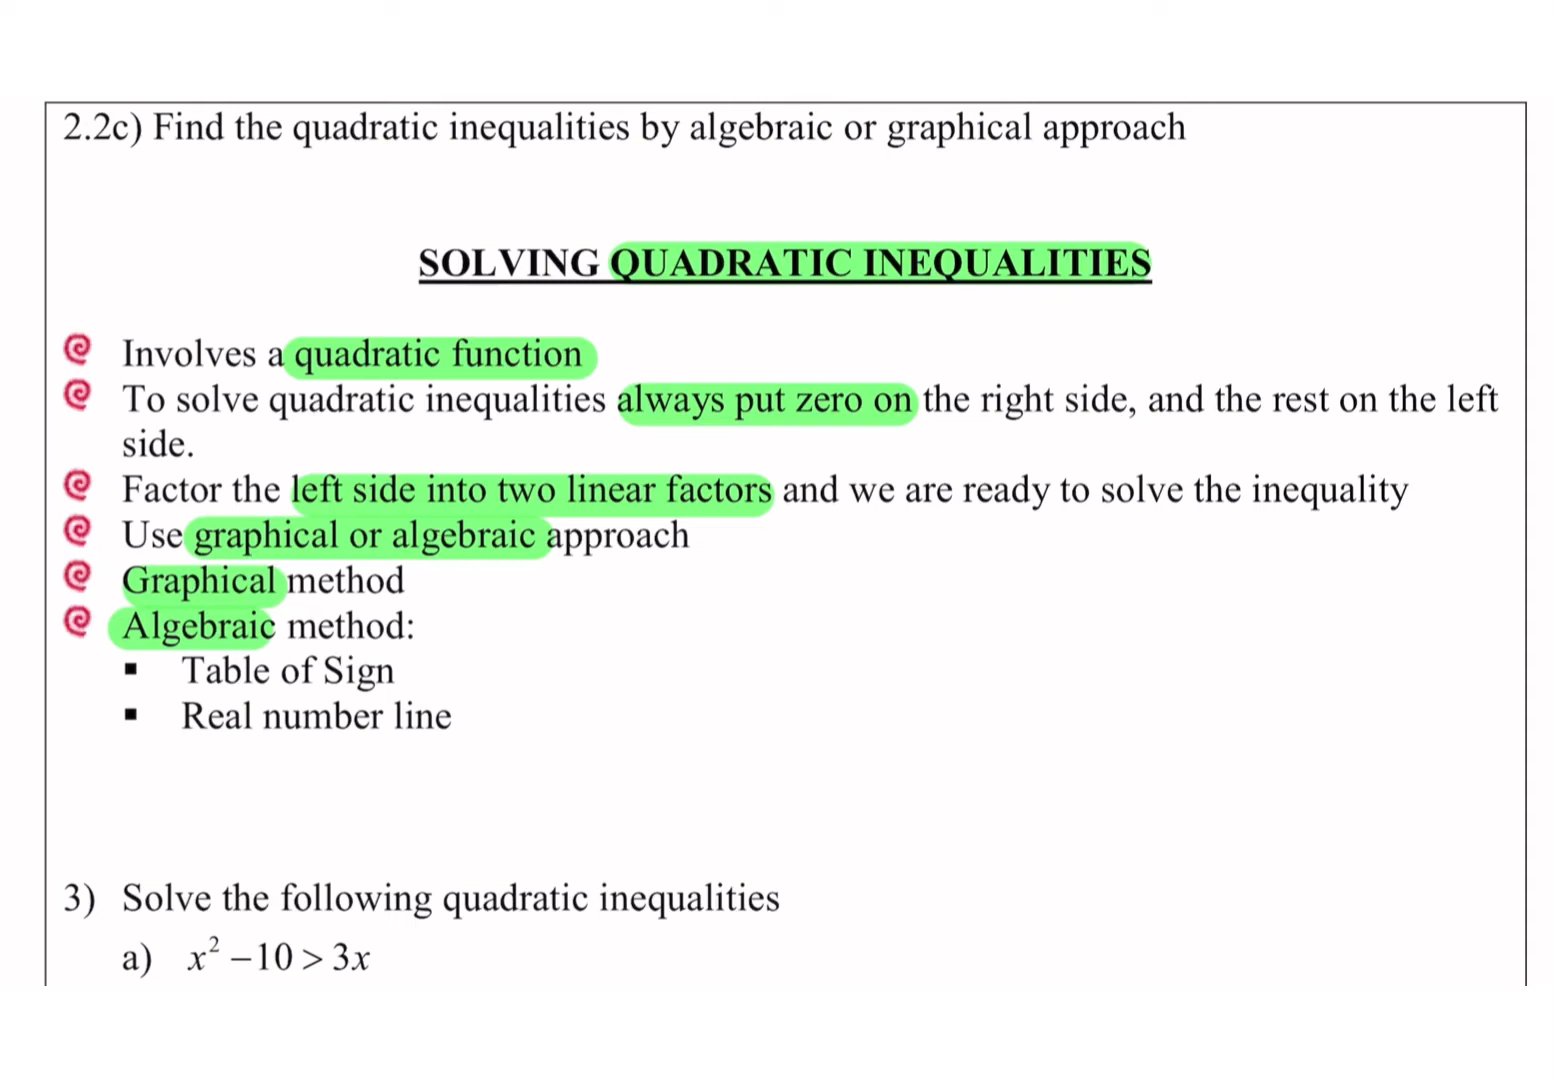 2.2c) Find the quadratic inequalities by algebraic or graphical approach
SOLVING QUADRATIC INEQUALITIES
Involves a quadratic function
To solve quadratic inequalities always put zero on the right side, and the rest on the left
side.
Factor the left side into two linear factors and we are ready to solve the inequality
Use graphical or algebraic approach
Graphical method
Algebraic method:
▪ Table of Sign
▪ Real number line
3) Solve the following quadratic inequalities
a) x² − 10 > 3x